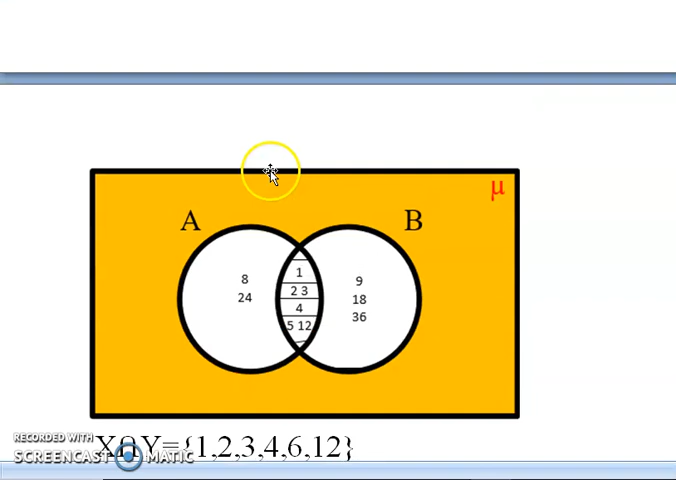 μ
A B
8
24
1
2 3
4
5 12
9
18
36
X∩Y={1,2,3,4,6,12}
RECORDED WITH
SCREENCAST MATIC